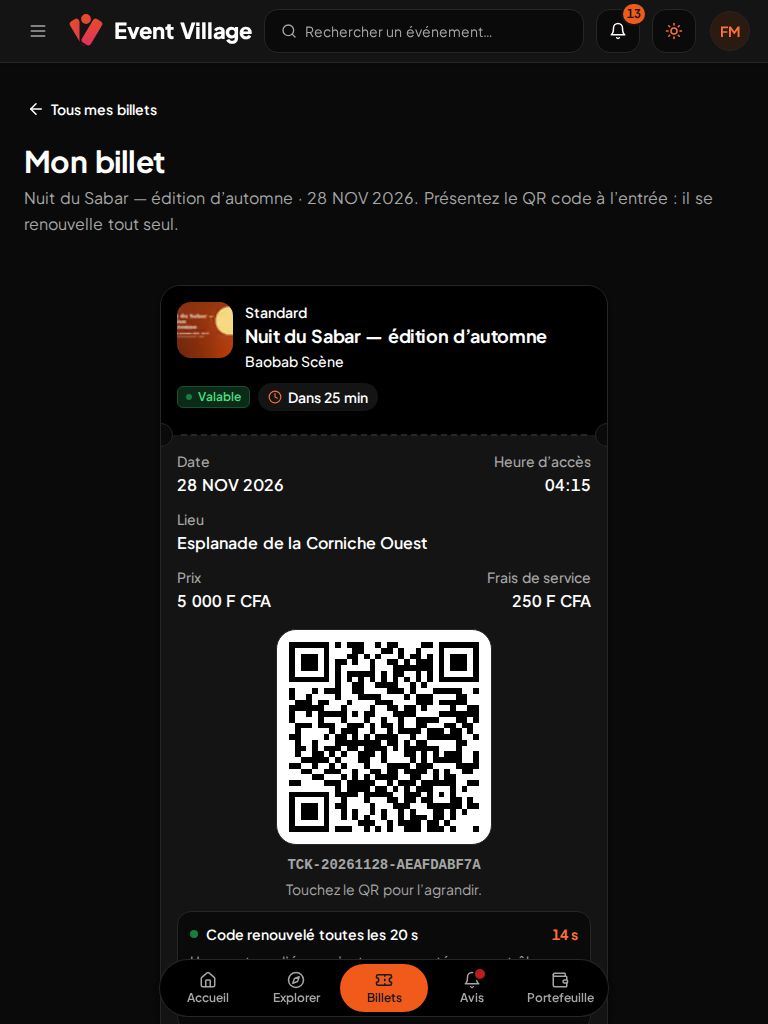 Event Village
Rechercher un événement...
13
FM
Tous mes billets
Mon billet
Nuit du Sabar — édition d’automne · 28 NOV 2026. Présentez le QR code à l’entrée : il se
renouvelle tout seul.
Standard
Nuit du Sabar — édition d’automne
Baobab Scène
Valable
Dans 25 min
Date
Heure d’accès
28 NOV 2026
04:15
Lieu
Esplanade de la Corniche Ouest
Prix
Frais de service
5 000 F CFA
250 F CFA
TCK-20261128-AEAFDABF7A
Touchez le QR pour l’agrandir.
Code renouvelé toutes les 20 s
14 s
Accueil
Explorer
Billets
Avis
Portefeuille